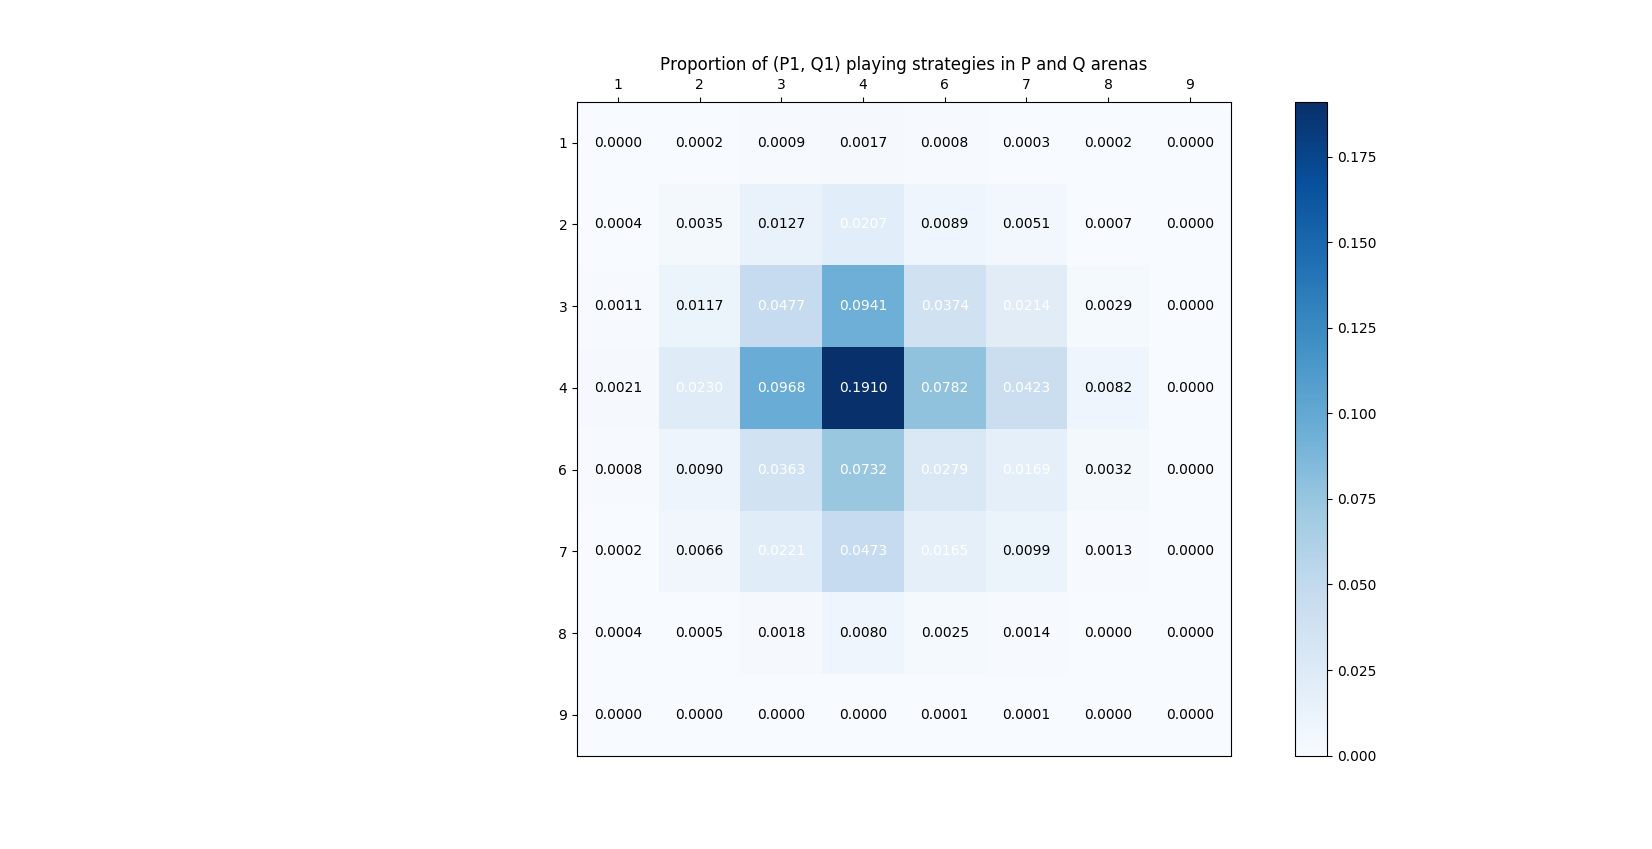 Proportion of (P1, Q1) playing strategies in P and Q arenas
1 2 3 4 6 7 8 9
1 0.0000 0.0002 0.0009 0.0017 0.0008 0.0003 0.0002 0.0000
2 0.0004 0.0035 0.0127 0.0207 0.0089 0.0051 0.0007 0.0000
3 0.0011 0.0117 0.0477 0.0941 0.0374 0.0214 0.0029 0.0000
4 0.0021 0.0230 0.0968 0.1910 0.0782 0.0423 0.0082 0.0000
6 0.0008 0.0090 0.0363 0.0732 0.0279 0.0169 0.0032 0.0000
7 0.0002 0.0066 0.0221 0.0473 0.0165 0.0099 0.0013 0.0000
8 0.0004 0.0005 0.0018 0.0080 0.0025 0.0014 0.0000 0.0000
9 0.0000 0.0000 0.0000 0.0000 0.0001 0.0001 0.0000 0.0000
0.175
0.150
0.125
0.100
0.075
0.050
0.025
0.000